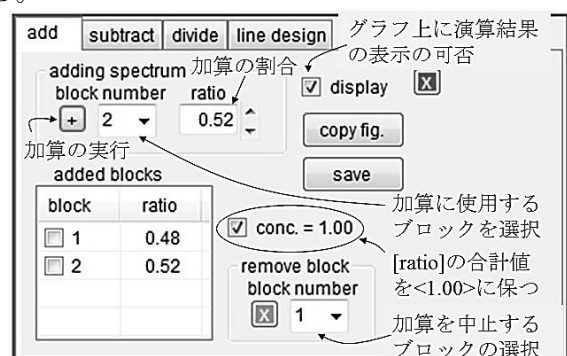 る。
add subtract divide line design
グラフ上に演算結果
の表示の可否
adding spectrum
加算の割合
block number ratio
display
X
+ 2 0.52
copy fig.
加算の実行
save
added blocks
加算に使用する
ブロックを選択
block ratio
conc. = 1.00
1 0.48
2 0.52
[ratio]の合計値
を<1.00>に保つ
remove block
block number
X 1
加算を中止する
ブロックの選択